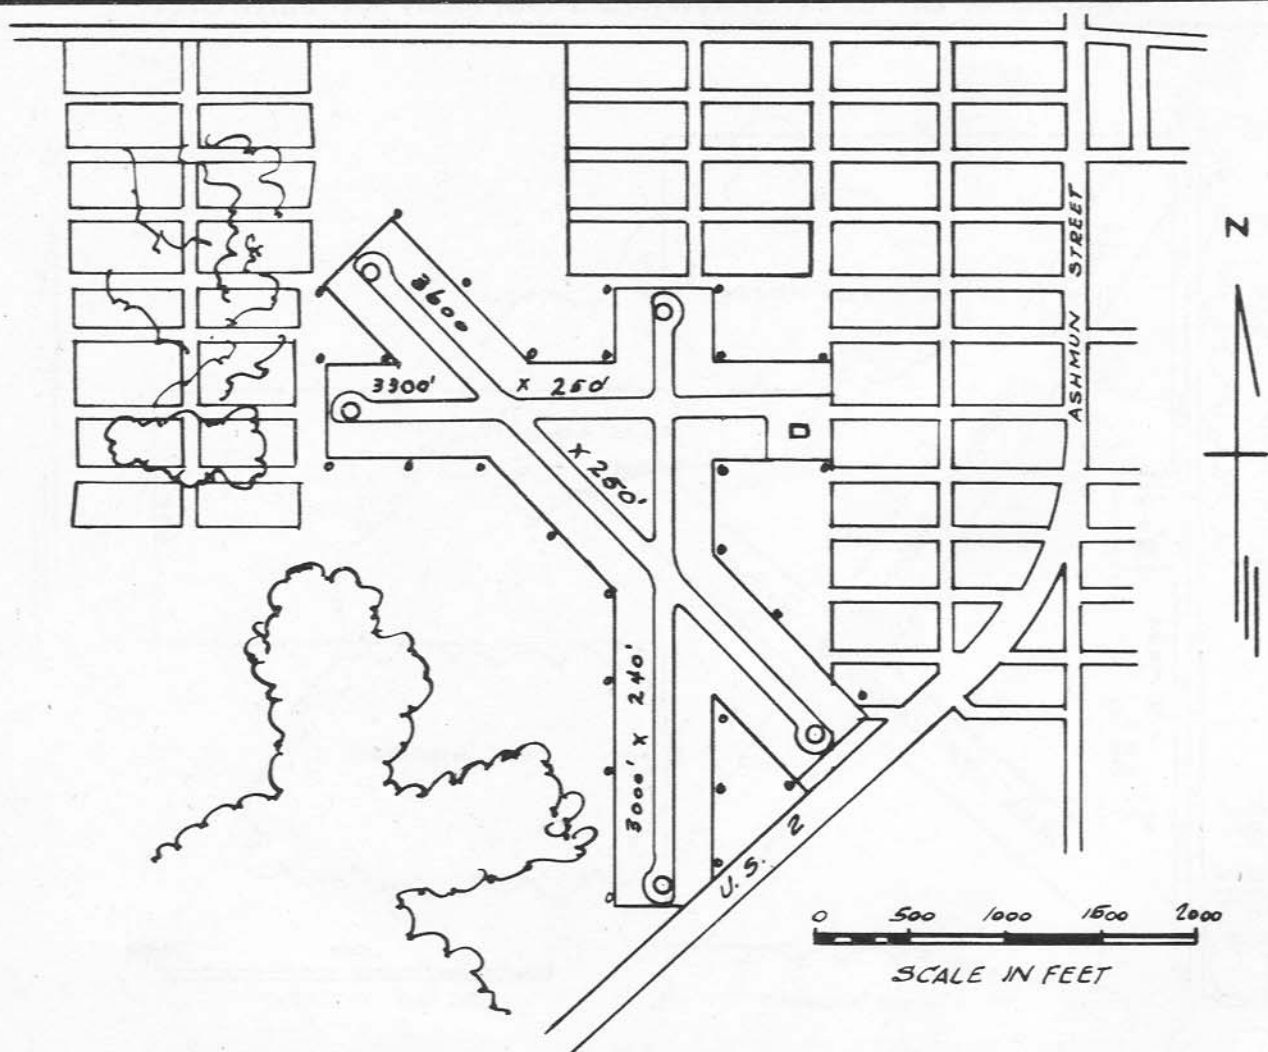 N
ASHMUN STREET
3600
x 250'
3300' x 250'
3000' x 240'
U.S. 2
0 500 1000 1500 2000
SCALE IN FEET